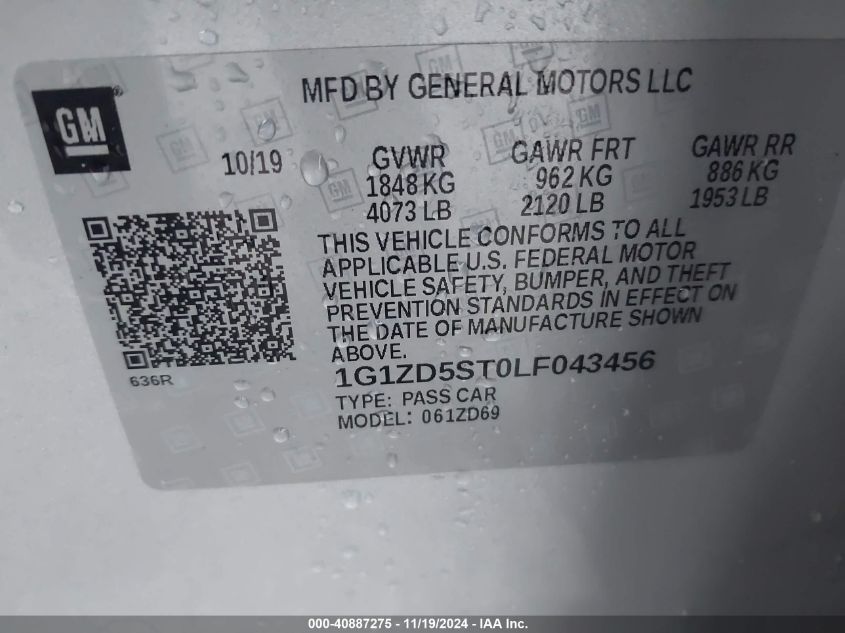 MFD BY GENERAL MOTORS LLC
GM ®
10/19
GVWR
1848 KG
4073 LB
GAWR FRT
962 KG
2120 LB
GAWR RR
886 KG
1953 LB
THIS VEHICLE CONFORMS TO ALL
APPLICABLE U.S. FEDERAL MOTOR
VEHICLE SAFETY, BUMPER, AND THEFT
PREVENTION STANDARDS IN EFFECT ON
THE DATE OF MANUFACTURE SHOWN
ABOVE.
636R
1G1ZD5ST0LF043456
TYPE: PASS CAR
MODEL: 061ZD69
000-40887275 - 11/19/2024 - IAA, Inc.